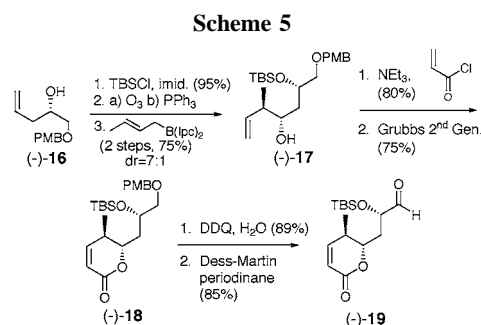 Scheme 5
OH
PMBO
(-)-16
1. TBSCl, imid. (95%)
2. a) O3 b) PPh3
3. B(Ipc)2
(2 steps, 75%)
dr=7:1
OPMB
TBSO
OH
(-)-17
1. NEt3, Cl
O
(80%)
2. Grubbs 2nd Gen.
(75%)
PMBO
TBSO
O
O
(-)-18
1. DDQ, H2O (89%)
2. Dess-Martin
periodinane
(85%)
O
TBSO H
O
O
(-)-19